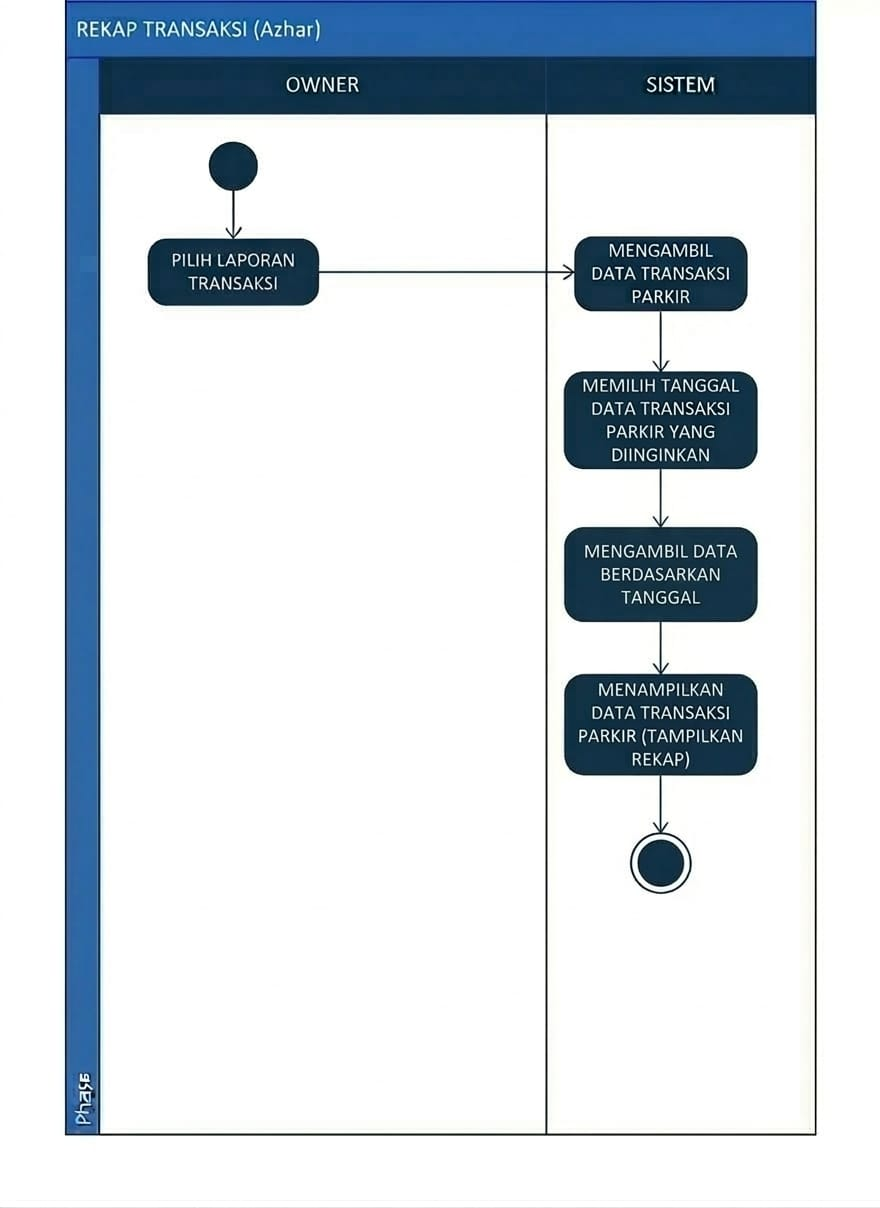 REKAP TRANSAKSI (Azhar)
OWNER
SISTEM
PILIH LAPORAN
TRANSAKSI
MENGAMBIL
DATA TRANSAKSI
PARKIR
MEMILIH TANGGAL
DATA TRANSAKSI
PARKIR YANG
DIINGINKAN
MENGAMBIL DATA
BERDASARKAN
TANGGAL
MENAMPILKAN
DATA TRANSAKSI
PARKIR (TAMPILKAN
REKAP)
Phase